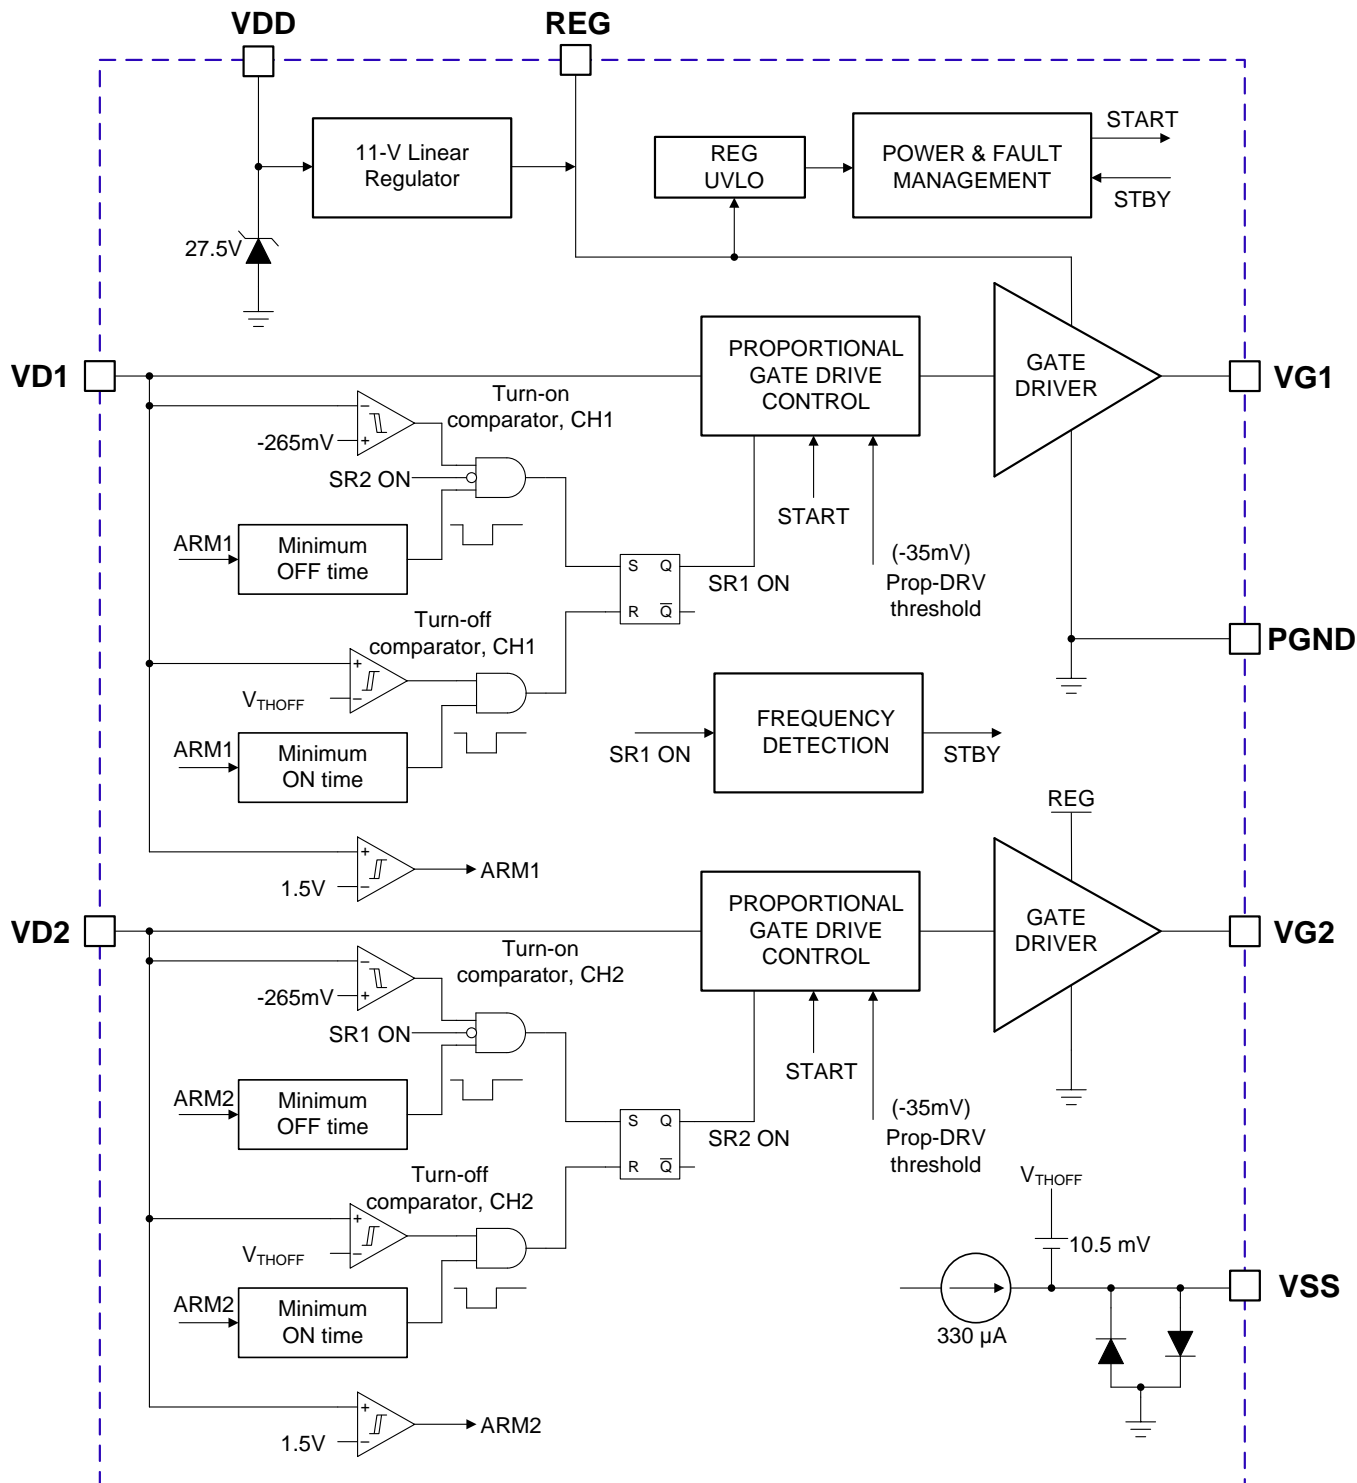 VDD
REG
11-V Linear
Regulator
REG
UVLO
POWER & FAULT
MANAGEMENT
START
STBY
27.5V
VD1
PROPORTIONAL
GATE DRIVE
CONTROL
GATE
DRIVER
VG1
Turn-on
comparator, CH1
−
+
-265mV
SR2 ON
START
ARM1
Minimum
OFF time
S Q
R Q̅
SR1 ON
(-35mV)
Prop-DRV
threshold
Turn-off
comparator, CH1
+
−
VTHOFF
PGND
ARM1
Minimum
ON time
SR1 ON
FREQUENCY
DETECTION
STBY
REG
+
−
1.5V
ARM1
VD2
PROPORTIONAL
GATE DRIVE
CONTROL
GATE
DRIVER
VG2
Turn-on
comparator, CH2
−
+
-265mV
SR1 ON
START
ARM2
Minimum
OFF time
S Q
R Q̅
SR2 ON
(-35mV)
Prop-DRV
threshold
Turn-off
comparator, CH2
+
−
VTHOFF
VTHOFF
10.5 mV
VSS
330 µA
ARM2
Minimum
ON time
+
−
1.5V
ARM2